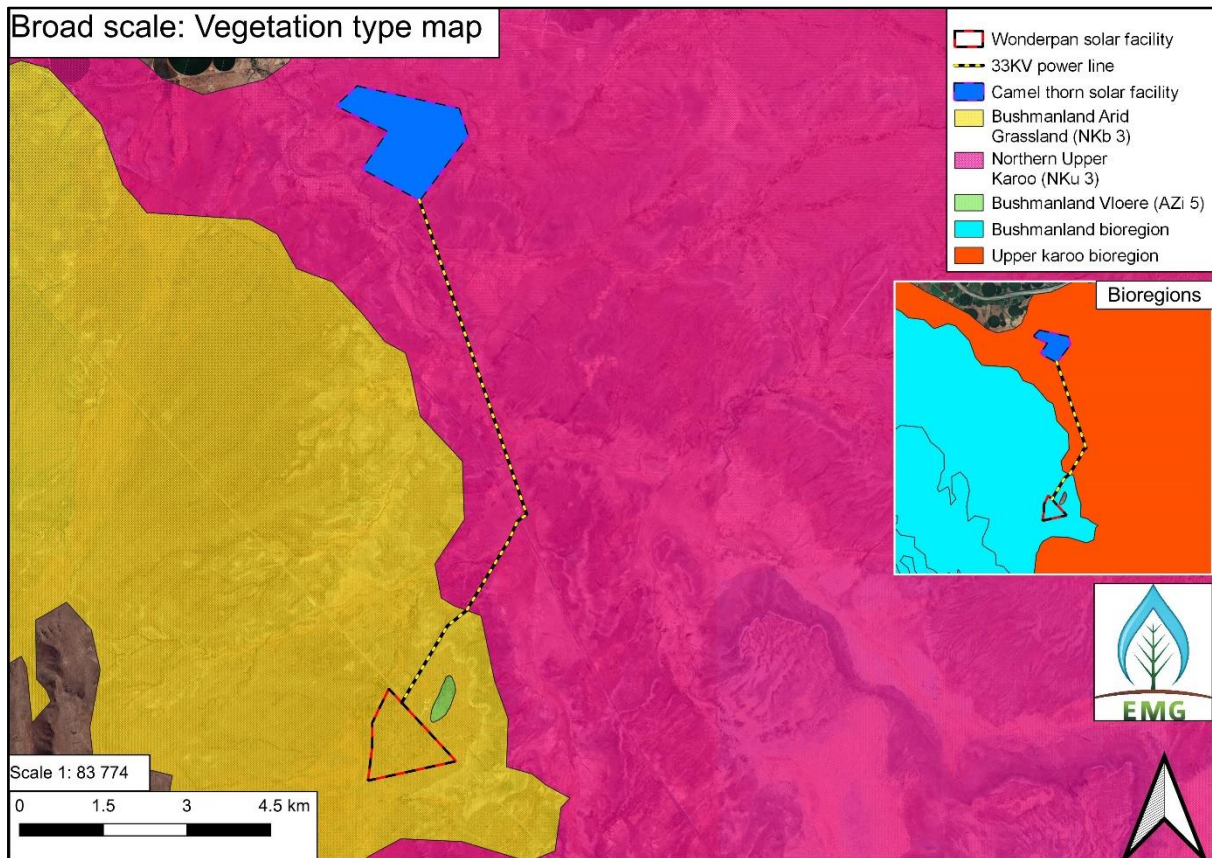 Broad scale: Vegetation type map
Wonderpan solar facility
33KV power line
Camel thorn solar facility
Bushmanland Arid
Grassland (NKb 3)
Northern Upper
Karoo (NKu 3)
Bushmanland Vloere (AZi 5)
Bushmanland bioregion
Upper karoo bioregion
Bioregions
EMG
Scale 1: 83 774
0 1.5 3 4.5 km